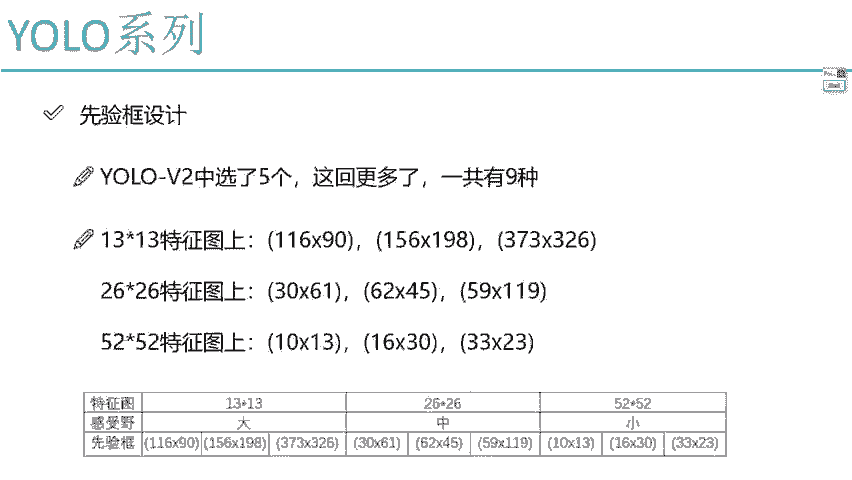 YOLO系列
先验框设计
YOLO-V2中选了5个，这回更多了，一共有9种
13*13特征图上：(116x90)，(156x198)，(373x326)
26*26特征图上：(30x61)，(62x45)，(59x119)
52*52特征图上：(10x13)，(16x30)，(33x23)
特征图 13*13 26*26 52*52
感受野 大 中 小
先验框 (116x90) (156x198) (373x326) (30x61) (62x45) (59x119) (10x13) (16x30) (33x23)